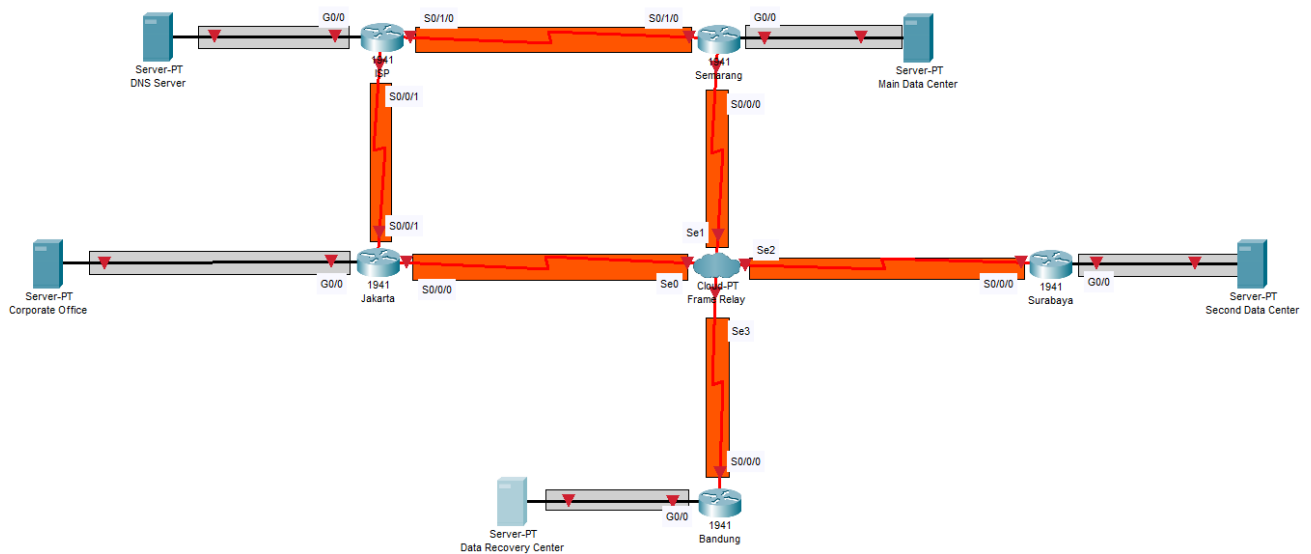 G0/0
S0/1/0
S0/1/0
G0/0
Server-PT
DNS Server
1941
ISP
1941
Semarang
Server-PT
Main Data Center
S0/0/1
S0/0/0
S0/0/1
Se1
Se2
Server-PT
Corporate Office
G0/0
1941
Jakarta
S0/0/0
Se0
Cloud-PT
Frame Relay
S0/0/0
1941
Surabaya
G0/0
Server-PT
Second Data Center
Se3
S0/0/0
G0/0
Server-PT
Data Recovery Center
1941
Bandung